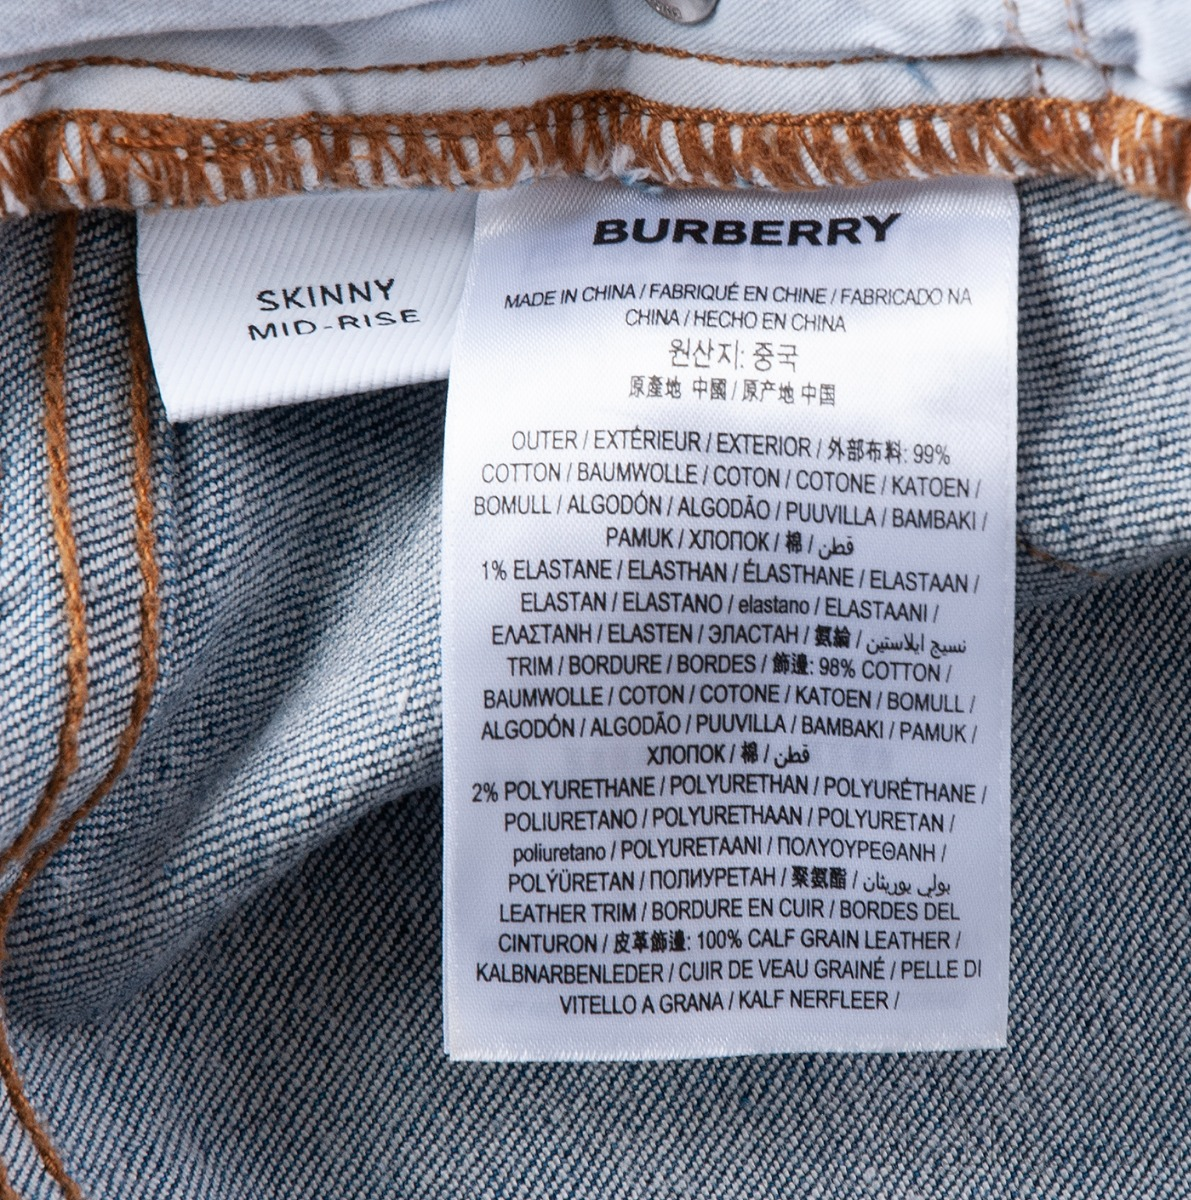 SKINNY
MID-RISE
BURBERRY
MADE IN CHINA / FABRIQUÉ EN CHINE / FABRICADO NA
CHINA / HECHO EN CHINA
원산지: 중국
原產地 中國 / 原产地 中国
OUTER / EXTÉRIEUR / EXTERIOR / 外部布料: 99%
COTTON / BAUMWOLLE / COTON / COTONE / KATOEN /
BOMULL / ALGODÓN / ALGODÃO / PUUVILLA / BAMBAKI /
PAMUK / ХЛОПОК / 棉 / قطن
1% ELASTANE / ELASTHAN / ÉLASTHANE / ELASTAAN /
ELASTAN / ELASTANO / elastano / ELASTAANI /
ΕΛΑΣΤΑΝΗ / ELASTEN / ЭЛАСТАН / 氨綸 / نسيج ايلاستين
TRIM / BORDURE / BORDES / 飾邊: 98% COTTON /
BAUMWOLLE / COTON / COTONE / KATOEN / BOMULL /
ALGODÓN / ALGODÃO / PUUVILLA / BAMBAKI / PAMUK /
ХЛОПОК / 棉 / قطن
2% POLYURETHANE / POLYURETHAN / POLYURÉTHANE /
POLIURETANO / POLYURETHAAN / POLYURETAN /
poliuretano / POLYURETAANI / ΠΟΛΥΟΥΡΕΘΑΝΗ /
POLÝÜRETAN / ПОЛИУРЕТАН / 聚氨酯 / بولي يوريثان
LEATHER TRIM / BORDURE EN CUIR / BORDES DEL
CINTURON / 皮革飾邊: 100% CALF GRAIN LEATHER /
KALBNARBENLEDER / CUIR DE VEAU GRAINÉ / PELLE DI
VITELLO A GRANA / KALF NERFLEER /